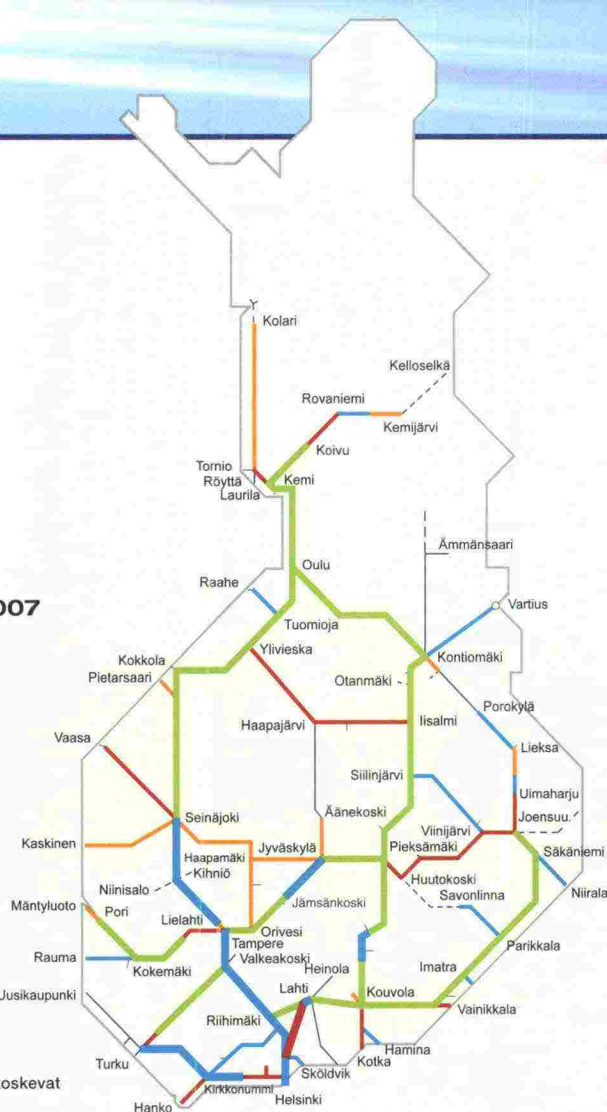 Kolari
Kelloselkä
Rovaniemi
Kemijärvi
Koivu
Tornio
Röyttä
Kemi
Laurila
Ämmänsaari
Oulu
Raahe
Vartius
007
Tuomioja
Ylivieska
Kokkola
Kontiomäki
Pietarsaari
Otanmäki
Porokylä
Haapajärvi
Iisalmi
Vaasa
Lieksa
Siilinjärvi
Uimaharju
Äänekoski
Seinäjoki
Joensuu
Viinijärvi
Kaskinen
Jyväskylä
Pieksämäki
Säkäniemi
Haapamäki
Kihniö
Huutokoski
Niinisalo
Savonlinna
Niirala
Jämsänkoski
Mäntyluoto
Pori
Lielahti
Orivesi
Parikkala
Tampere
Rauma
Valkeakoski
Imatra
Kokemäki
Heinola
Lahti
Kouvola
Uusikaupunki
Vainikkala
Riihimäki
Turku
Hamina
Sköldvik
Kotka
oskevat
Kirkkonummi
Helsinki
Hanko